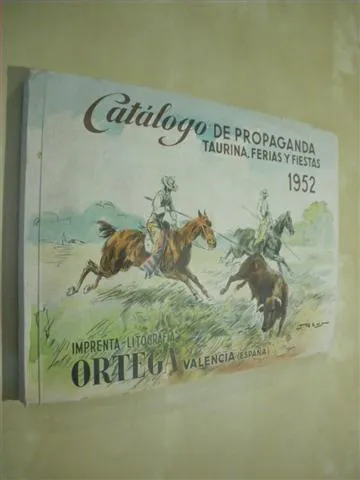 Catálogo DE PROPAGANDA
TAURINA, FERIAS Y FIESTAS
1952
IMPRENTA-LITOGRAFIA
ORTEGA VALENCIA (ESPAÑA)